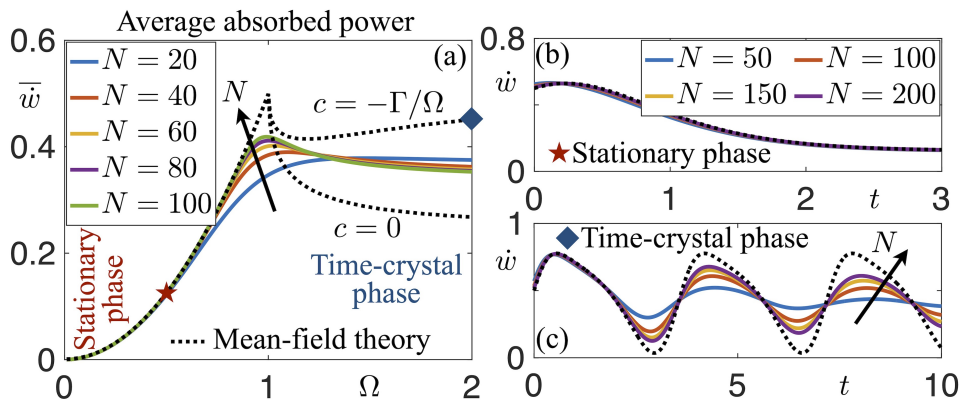 Average absorbed power
0.6
0.4
0.2
0
$\overline{\dot{w}}$
N = 20
N = 40
N = 60
N = 80
N = 100
(a)
N
c = −Γ/Ω
c = 0
Stationary
phase
Time-crystal
phase
Mean-field theory
0 1 Ω 2
(b)
0.8
ẇ
0
N = 50 N = 100
N = 150 N = 200
Stationary phase
0 1 2 t 3
1
ẇ
0
Time-crystal phase
N
(c)
0 5 t 10